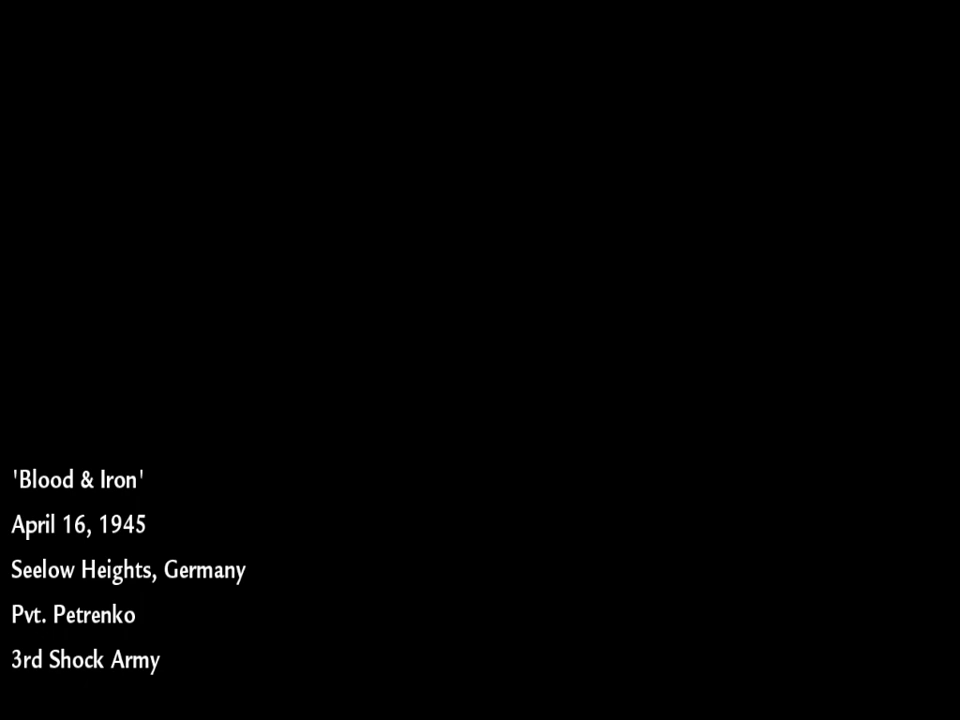 'Blood & Iron'
April 16, 1945
Seelow Heights, Germany
Pvt. Petrenko
3rd Shock Army